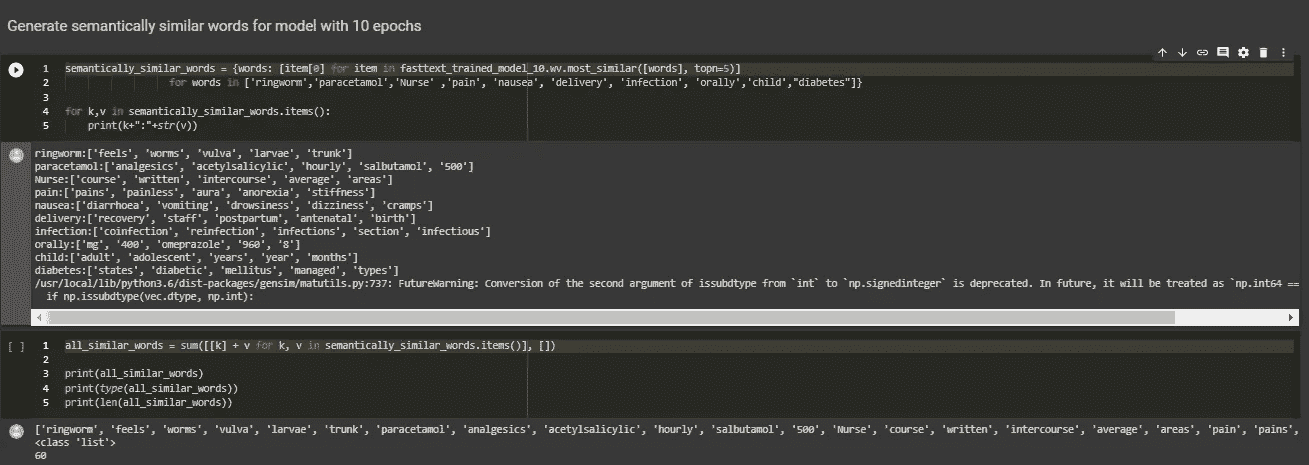 Generate semantically similar words for model with 10 epochs
1 semantically_similar_words = {words: [item[0] for item in fasttext_trained_model_10.wv.most_similar([words], topn=5)]
2 for words in ['ringworm','paracetamol','Nurse' ,'pain', 'nausea', 'delivery', 'infection', 'orally','child',"diabetes"]}
3
4 for k,v in semantically_similar_words.items():
5 print(k+":"+str(v))
ringworm:['feels', 'worms', 'vulva', 'larvae', 'trunk']
paracetamol:['analgesics', 'acetylsalicylic', 'hourly', 'salbutamol', '500']
Nurse:['course', 'written', 'intercourse', 'average', 'areas']
pain:['pains', 'painless', 'aura', 'anorexia', 'stiffness']
nausea:['diarrhoea', 'vomiting', 'drowsiness', 'dizziness', 'cramps']
delivery:['recovery', 'staff', 'postpartum', 'antenatal', 'birth']
infection:['coinfection', 'reinfection', 'infections', 'section', 'infectious']
orally:['mg', '400', 'omeprazole', '960', '8']
child:['adult', 'adolescent', 'years', 'year', 'months']
diabetes:['states', 'diabetic', 'mellitus', 'managed', 'types']
/usr/local/lib/python3.6/dist-packages/gensim/matutils.py:737: FutureWarning: Conversion of the second argument of issubdtype from `int` to `np.signedinteger` is deprecated. In future, it will be treated as `np.int64 ==
if np.issubdtype(vec.dtype, np.int):
[ ] 1 all_similar_words = sum([[k] + v for k, v in semantically_similar_words.items()], [])
2
3 print(all_similar_words)
4 print(type(all_similar_words))
5 print(len(all_similar_words))
['ringworm', 'feels', 'worms', 'vulva', 'larvae', 'trunk', 'paracetamol', 'analgesics', 'acetylsalicylic', 'hourly', 'salbutamol', '500', 'Nurse', 'course', 'written', 'intercourse', 'average', 'areas', 'pain', 'pains',
<class 'list'>
60